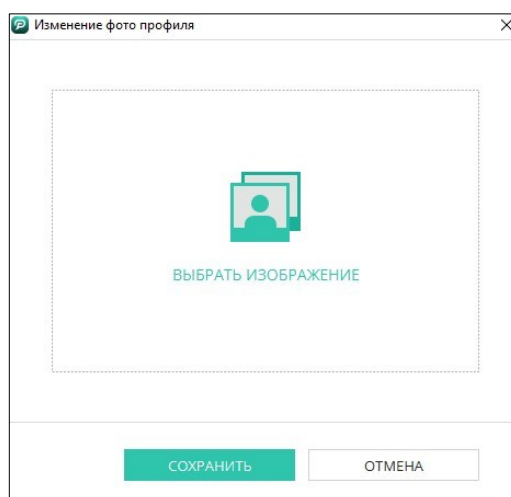 Изменение фото профиля
ВЫБРАТЬ ИЗОБРАЖЕНИЕ
СОХРАНИТЬ
ОТМЕНА